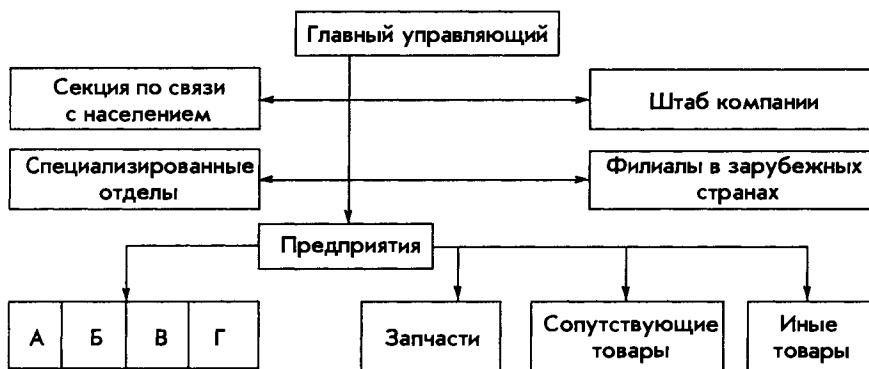 Главный управляющий
Секция по связи
с населением
Штаб компании
Специализированные
отделы
Филиалы в зарубежных
странах
Предприятия
А Б В Г
Запчасти
Сопутствующие
товары
Иные
товары